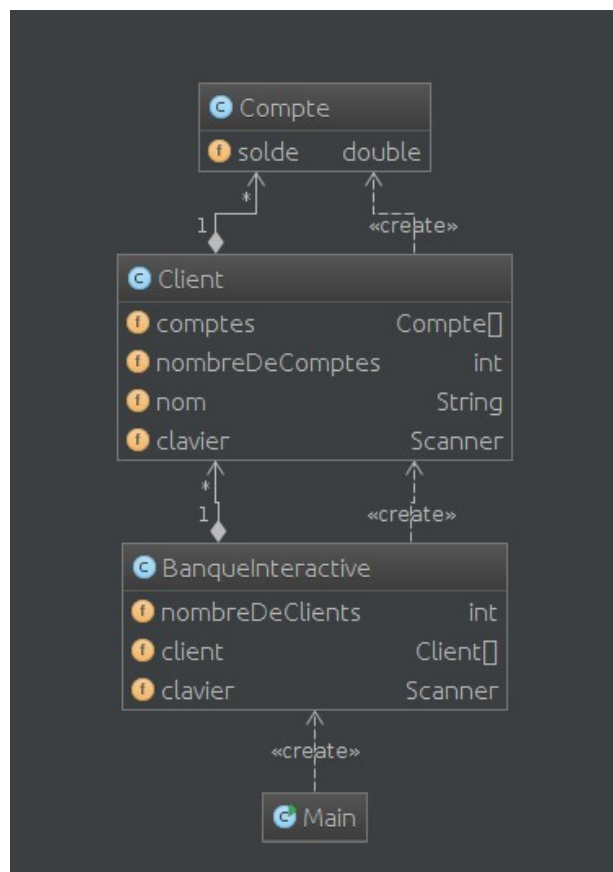 C Compte
f solde double
*
1
«create»
C Client
f comptes Compte[]
f nombreDeComptes int
f nom String
f clavier Scanner
*
1
«create»
C BanqueInteractive
f nombreDeClients int
f client Client[]
f clavier Scanner
«create»
C Main